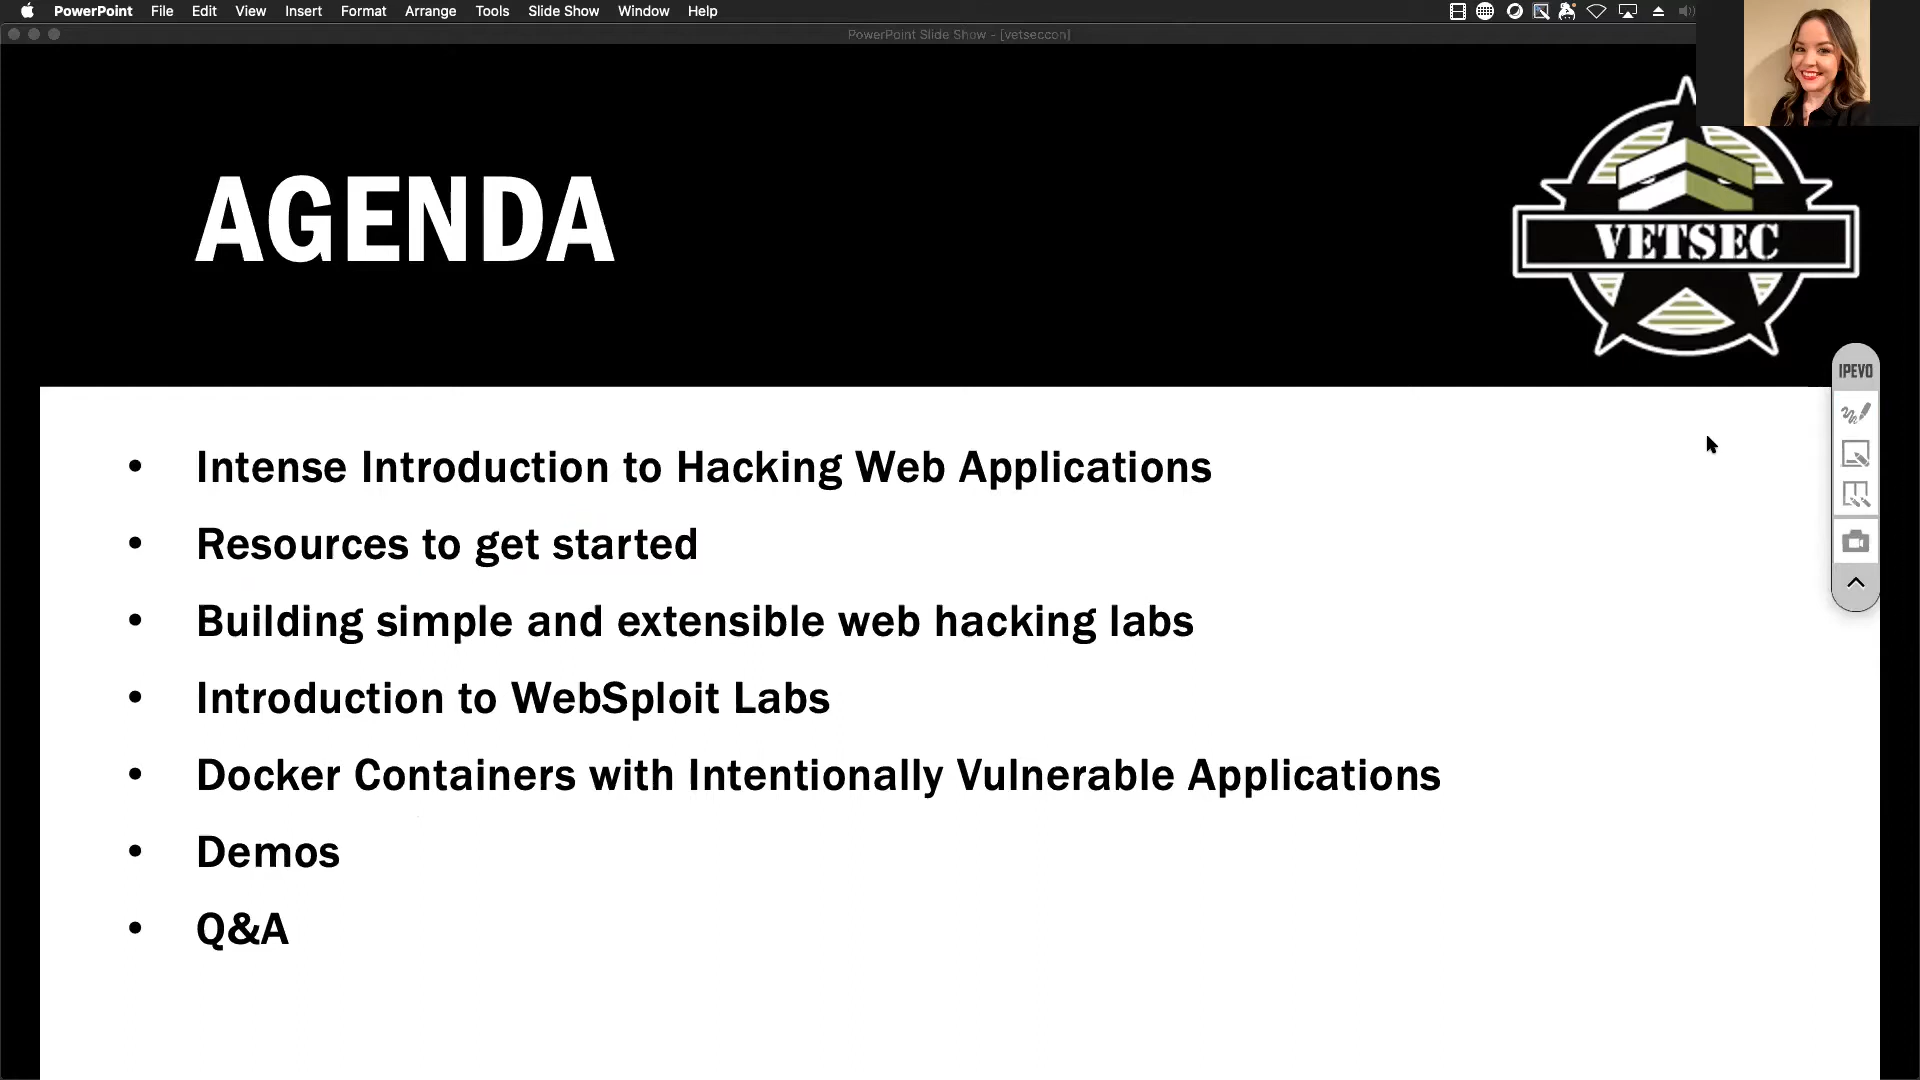 PowerPoint File Edit View Insert Format Arrange Tools Slide Show Window Help
PowerPoint Slide Show - [vetseccon]
AGENDA
VETSEC
IPEVO
• Intense Introduction to Hacking Web Applications
• Resources to get started
• Building simple and extensible web hacking labs
• Introduction to WebSploit Labs
• Docker Containers with Intentionally Vulnerable Applications
• Demos
• Q&A